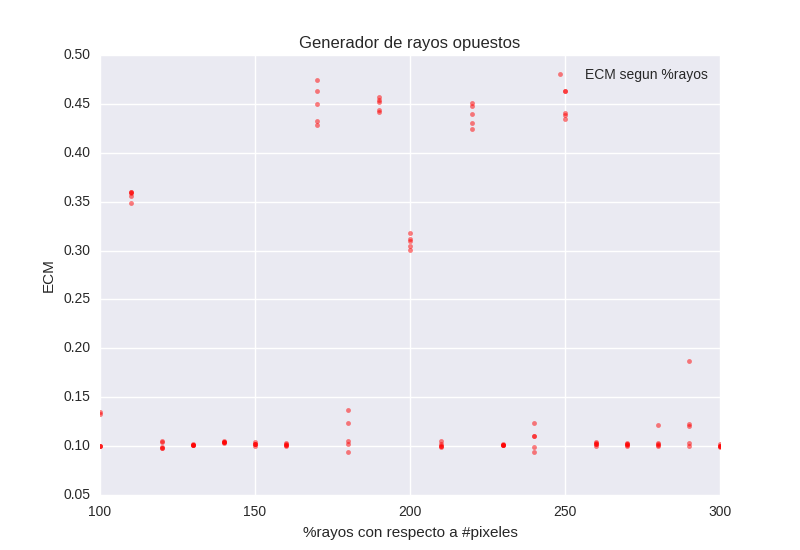 Generador de rayos opuestos
ECM segun %rayos
0.50
0.45
0.40
0.35
0.30
0.25
0.20
0.15
0.10
0.05
ECM
100 150 200 250 300
%rayos con respecto a #pixeles